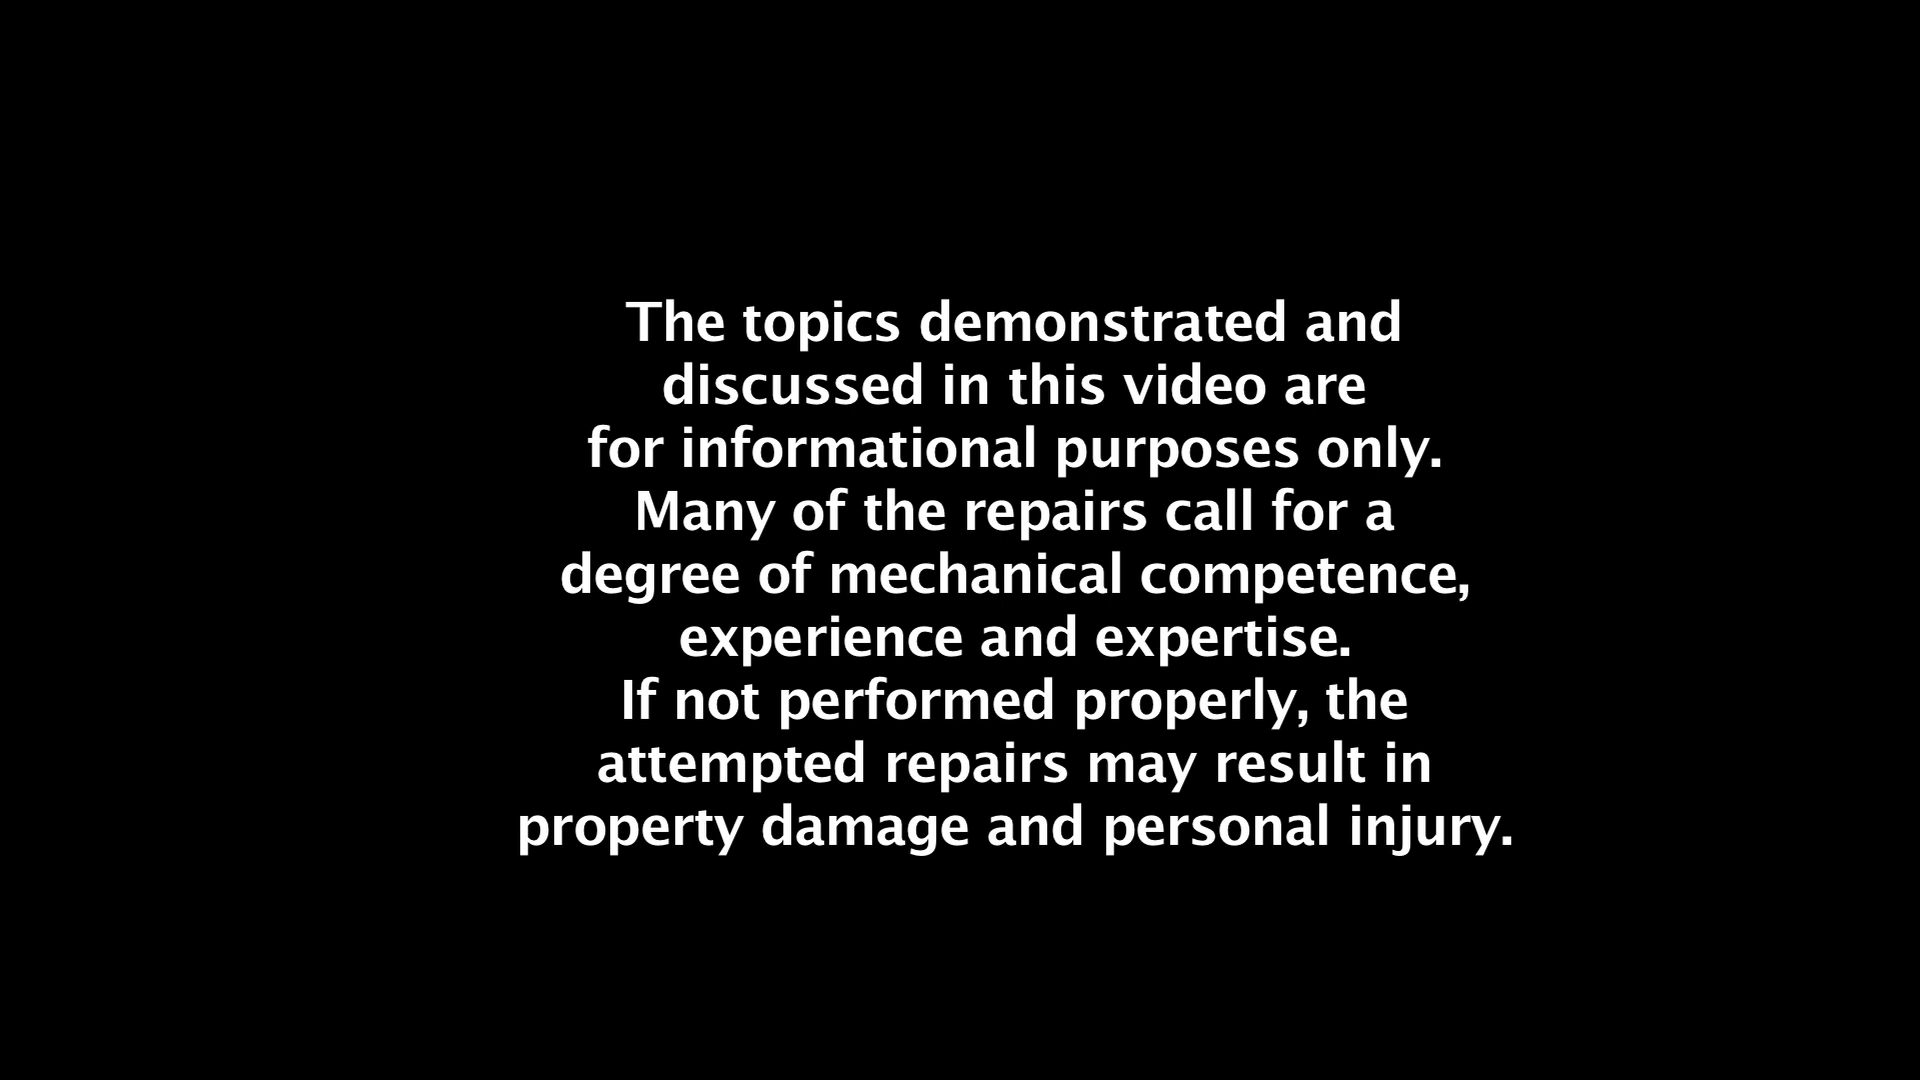 The topics demonstrated and
discussed in this video are
for informational purposes only.
Many of the repairs call for a
degree of mechanical competence,
experience and expertise.
If not performed properly, the
attempted repairs may result in
property damage and personal injury.